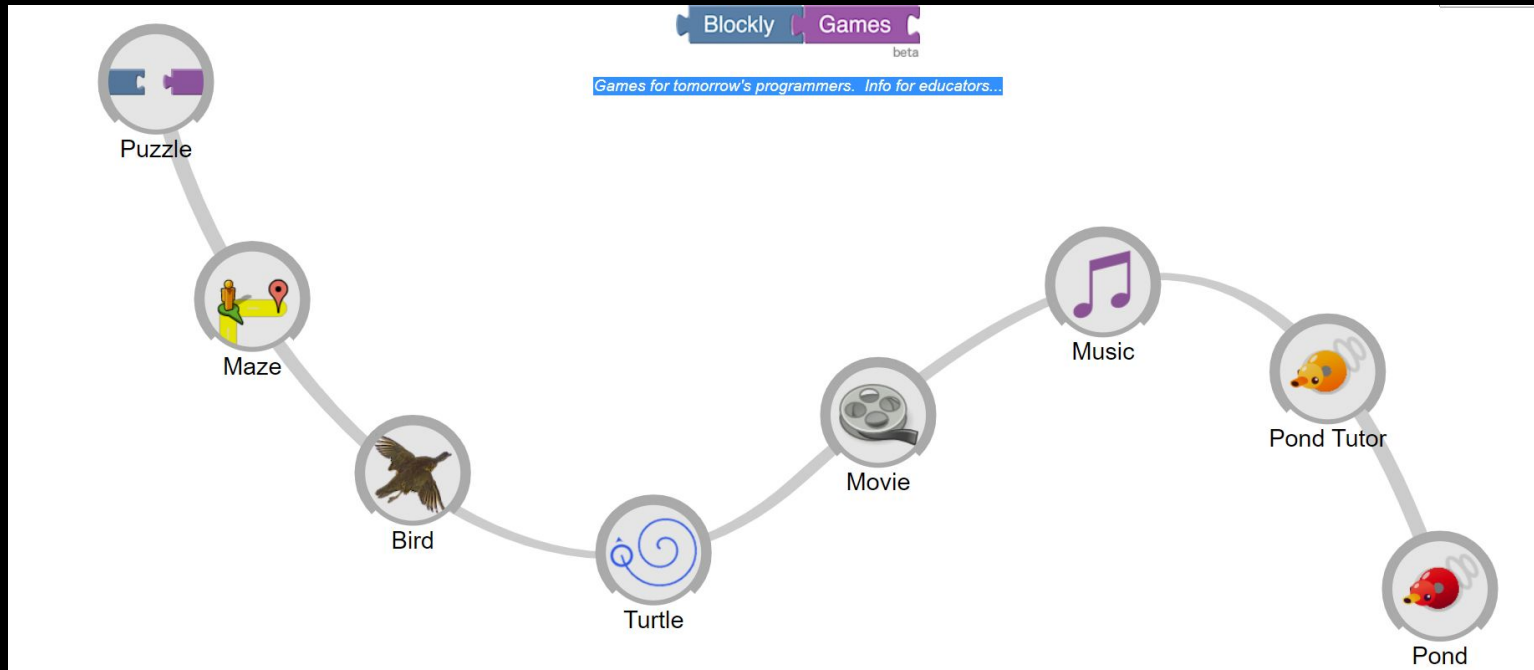 Blockly Games
beta
Games for tomorrow's programmers. Info for educators...
Puzzle
Maze
Bird
Turtle
Movie
Music
Pond Tutor
Pond